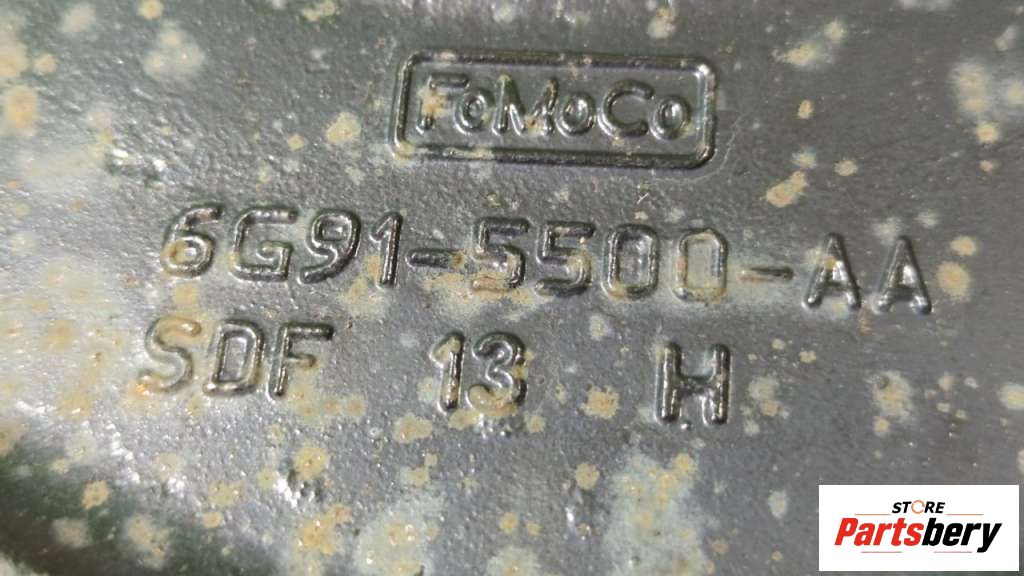 FoMoCo
6G91-5500-AA
SDF 13 H
STORE
Partsbery